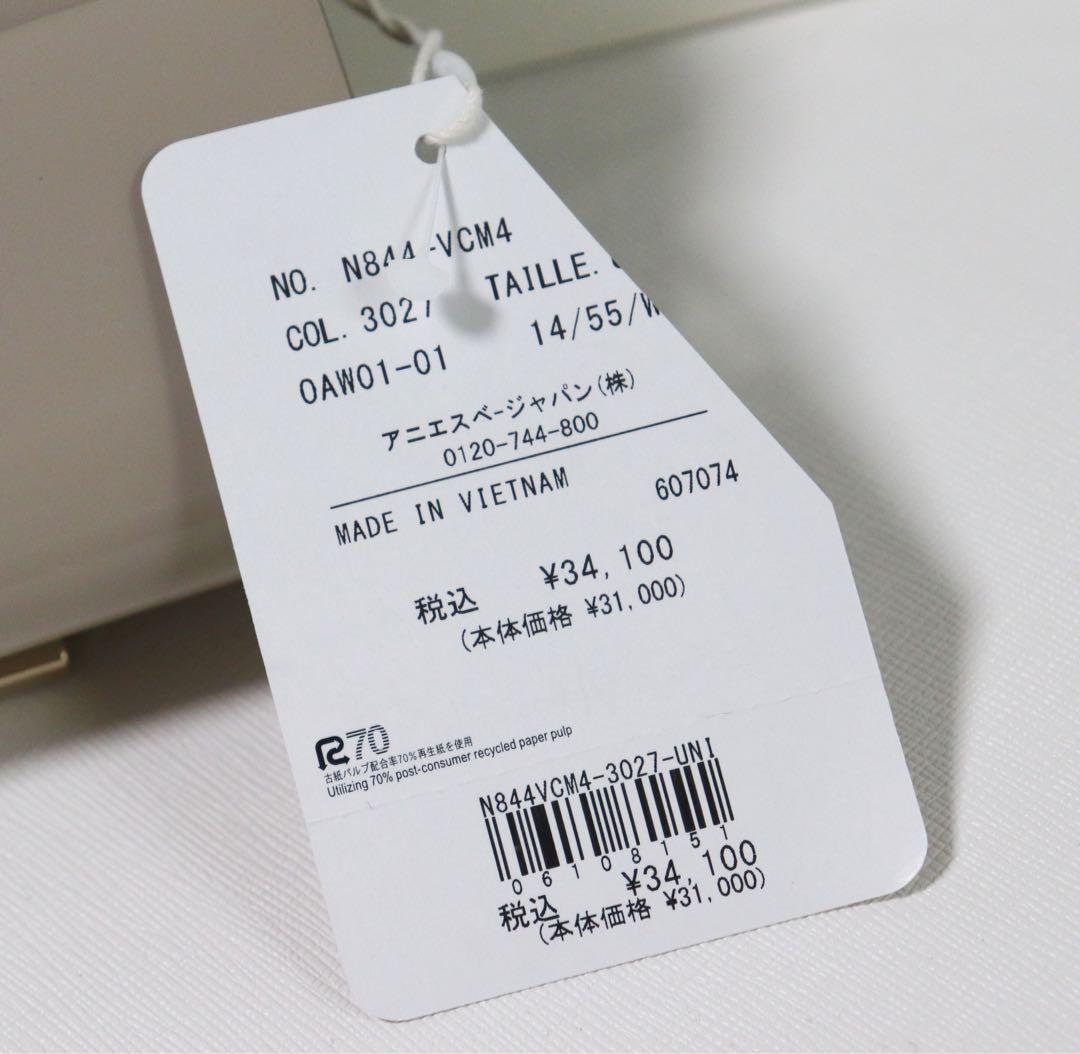 NO. N844-VCM4
COL. 3027 TAILLE.
0AW01-01 14/55/W
アニエスベージャパン(株)
0120-744-800
MADE IN VIETNAM 607074
税込 ¥34,100
(本体価格 ¥31,000)
R70
古紙パルプ配合率70%再生紙を使用
Utilizing 70% post-consumer recycled paper pulp
N844VCM4-3027-UNI
06108151
税込 ¥34,100
(本体価格 ¥31,000)